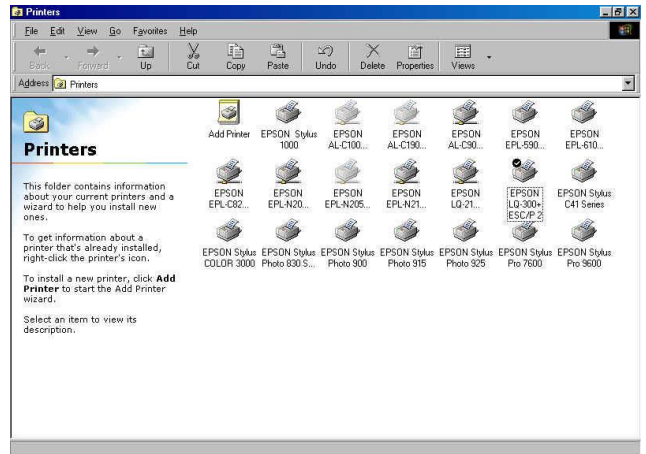 Printers
File Edit View Go Favorites Help
Back Forward Up Cut Copy Paste Undo Delete Properties Views
Address Printers
Printers
This folder contains information
about your current printers and a
wizard to help you install new
ones.
To get information about a
printer that's already installed,
right-click the printer's icon.
To install a new printer, click Add
Printer to start the Add Printer
wizard.
Select an item to view its
description.
Add Printer
EPSON Stylus
1000
EPSON
AL-C100...
EPSON
AL-C190...
EPSON
AL-C90...
EPSON
EPL-590...
EPSON
EPL-610...
EPSON
EPL-C82...
EPSON
EPL-N20...
EPSON
EPL-N205...
EPSON
EPL-N21...
EPSON
LQ-21...
EPSON
LQ-300+
ESC/P 2
EPSON Stylus
C41 Series
EPSON Stylus
COLOR 3000
EPSON Stylus
Photo 830 S...
EPSON Stylus
Photo 900
EPSON Stylus
Photo 915
EPSON Stylus
Photo 925
EPSON Stylus
Pro 7600
EPSON Stylus
Pro 9600